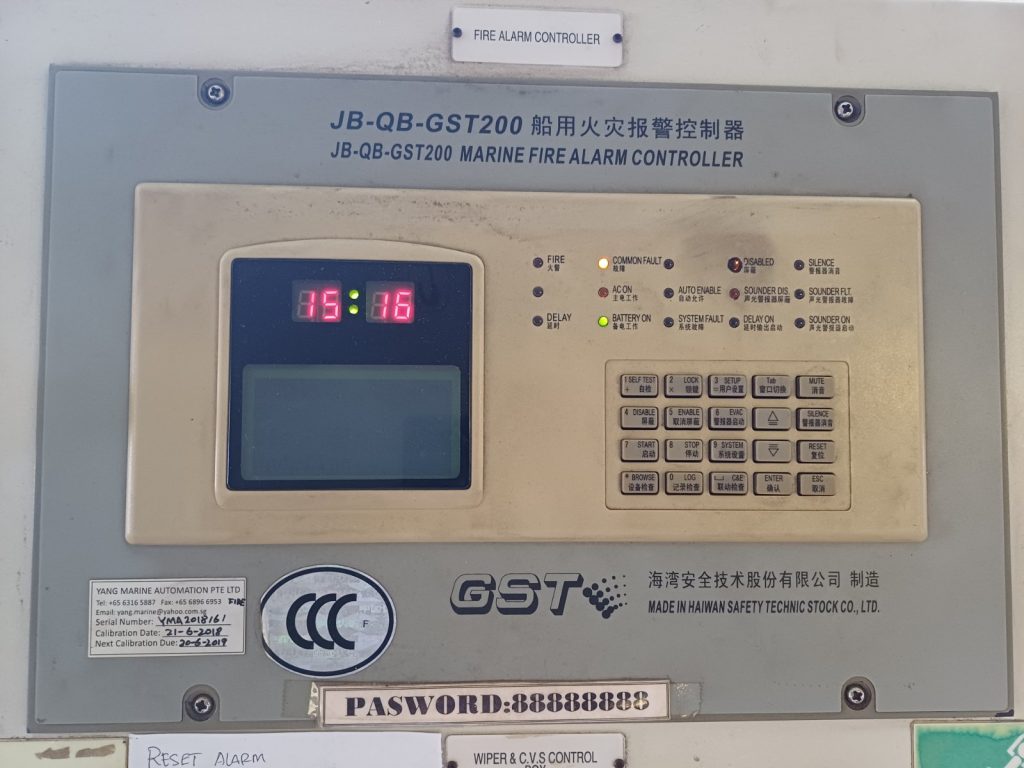 FIRE ALARM CONTROLLER
JB-QB-GST200 船用火灾报警控制器
JB-QB-GST200 MARINE FIRE ALARM CONTROLLER
15:16
FIRE
火警
DELAY
延时
COMMON FAULT
故障
AC ON
主电工作
BATTERY ON
备电工作
AUTO ENABLE
自动允许
SYSTEM FAULT
系统故障
DISABLED
屏蔽
SOUNDER DIS.
声光警报器屏蔽
DELAY ON
延时输出启动
SILENCE
警报器消音
SOUNDER FLT.
声光警报器故障
SOUNDER ON
声光警报器启动
1 SELF TEST
+ 自检
2 LOCK
× 锁键
3 SETUP
用户设置
Tab
窗口切换
MUTE
消音
4 DISABLE
屏蔽
5 ENABLE
取消屏蔽
6 EVAC
警报器启动
SILENCE
警报器消音
7 START
启动
8 STOP
停动
9 SYSTEM
系统设置
RESET
复位
* BROWSE
设备检查
0 LOG
记录检查
C&E
联动检查
ENTER
确认
ESC
取消
YANG MARINE AUTOMATION PTE LTD
Tel: +65 6316 5887 Fax: +65 6896 6953 FIRE
Email: yang.marine@yahoo.com.sg
Serial Number: YMA2018161
Calibration Date: 21-6-2018
Next Calibration Due: 20-6-2019
CCC
F
GST
海湾安全技术股份有限公司 制造
MADE IN HAIWAN SAFETY TECHNIC STOCK CO., LTD.
PASWORD:88888888
RESET ALARM
WIPER & C.V.S CONTROL
BOX